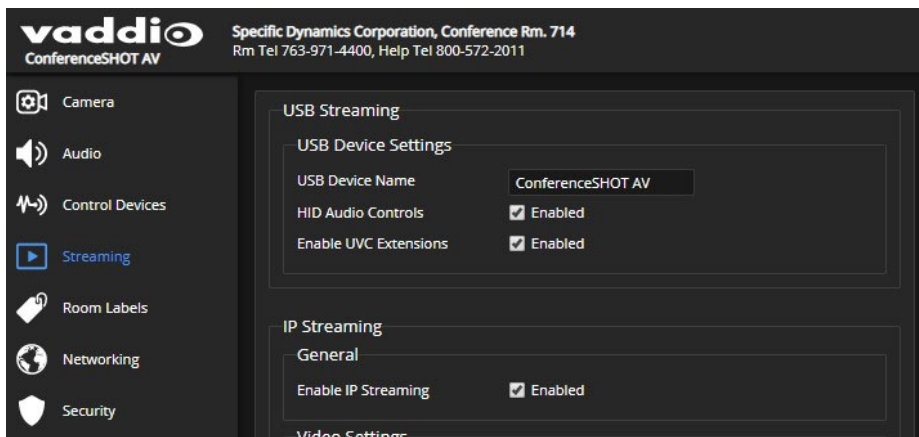 vaddio
ConferenceSHOT AV
Specific Dynamics Corporation, Conference Rm. 714
Rm Tel 763-971-4400, Help Tel 800-572-2011
Camera
Audio
Control Devices
Streaming
Room Labels
Networking
Security
USB Streaming
USB Device Settings
USB Device Name ConferenceSHOT AV
HID Audio Controls Enabled
Enable UVC Extensions Enabled
IP Streaming
General
Enable IP Streaming Enabled
Video Settings